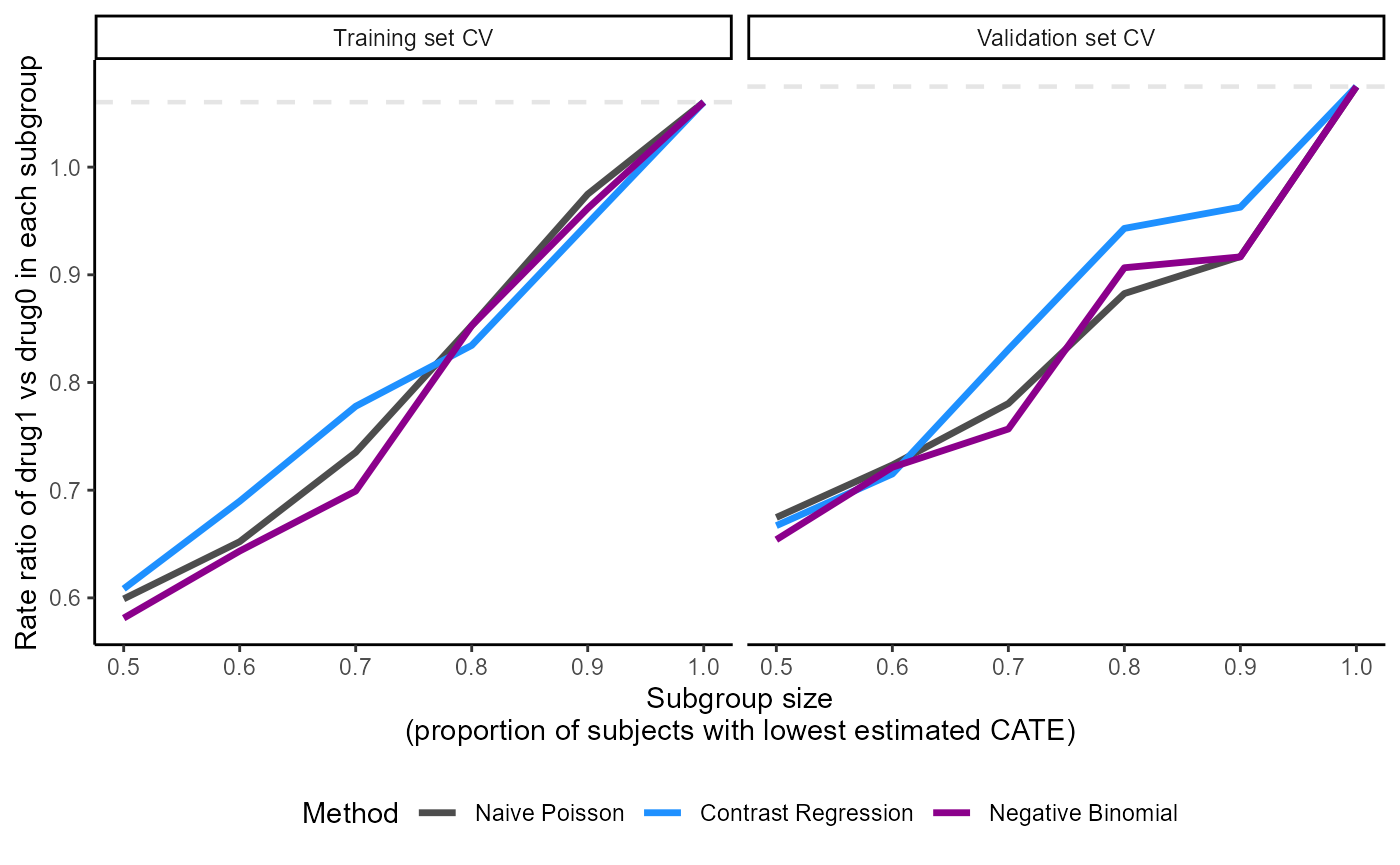 Training set CV
Validation set CV
Rate ratio of drug1 vs drug0 in each subgroup
1.0
0.9
0.8
0.7
0.6
0.5 0.6 0.7 0.8 0.9 1.0
0.5 0.6 0.7 0.8 0.9 1.0
Subgroup size
(proportion of subjects with lowest estimated CATE)
Method Naive Poisson Contrast Regression Negative Binomial